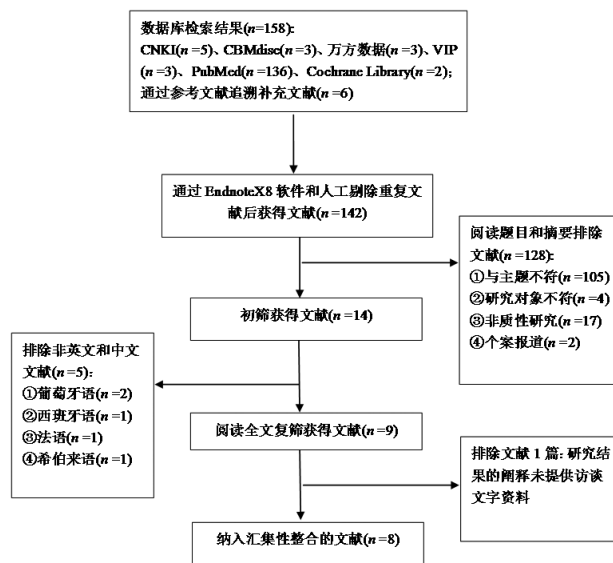 数据库检索结果(n=158):
CNKI(n=5)、CBMdisc(n=3)、万方数据(n=3)、VIP
(n=3)、PubMed(n=136)、Cochrane Library(n=2);
通过参考文献追溯补充文献(n=6)
通过 EndnoteX8 软件和人工剔除重复文
献后获得文献(n=142)
阅读题目和摘要排除
文献(n=128):
①与主题不符(n=105)
②研究对象不符(n=4)
③非质性研究(n=17)
④个案报道(n=2)
初筛获得文献(n=14)
排除非英文和中文
文献(n=5):
①葡萄牙语(n=2)
②西班牙语(n=1)
③法语(n=1)
④希伯来语(n=1)
阅读全文复筛获得文献(n=9)
排除文献 1 篇: 研究结
果的阐释未提供访谈
文字资料
纳入汇集性整合的文献(n=8)